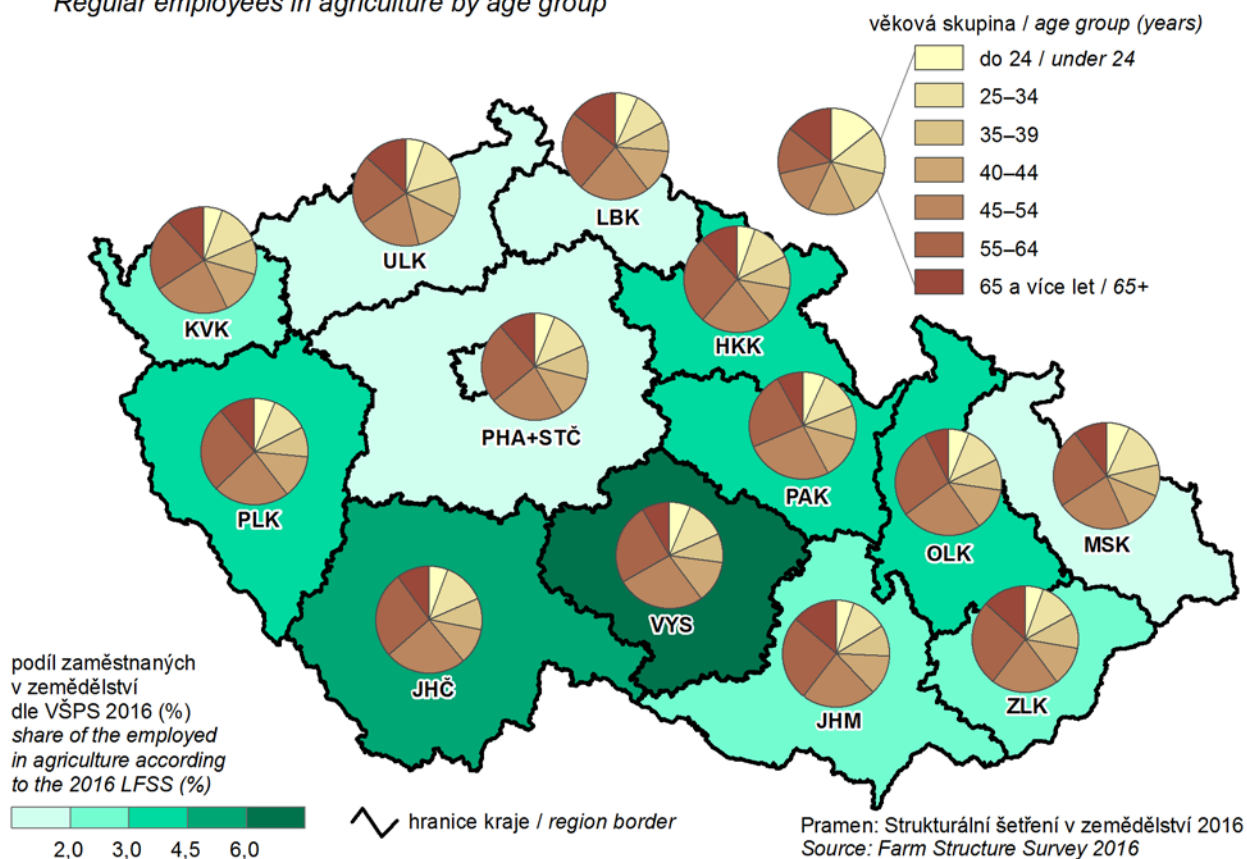 Regular employees in agriculture by age group
věková skupina / age group (years)
do 24 / under 24
25–34
35–39
40–44
45–54
55–64
65 a více let / 65+
LBK
ULK
KVK
HKK
PHA+STČ
PAK
PLK
OLK
MSK
VYS
JHČ
JHM
ZLK
podíl zaměstnaných
v zemědělství
dle VŠPS 2016 (%)
share of the employed
in agriculture according
to the 2016 LFSS (%)
2,0 3,0 4,5 6,0
hranice kraje / region border
Pramen: Strukturální šetření v zemědělství 2016
Source: Farm Structure Survey 2016